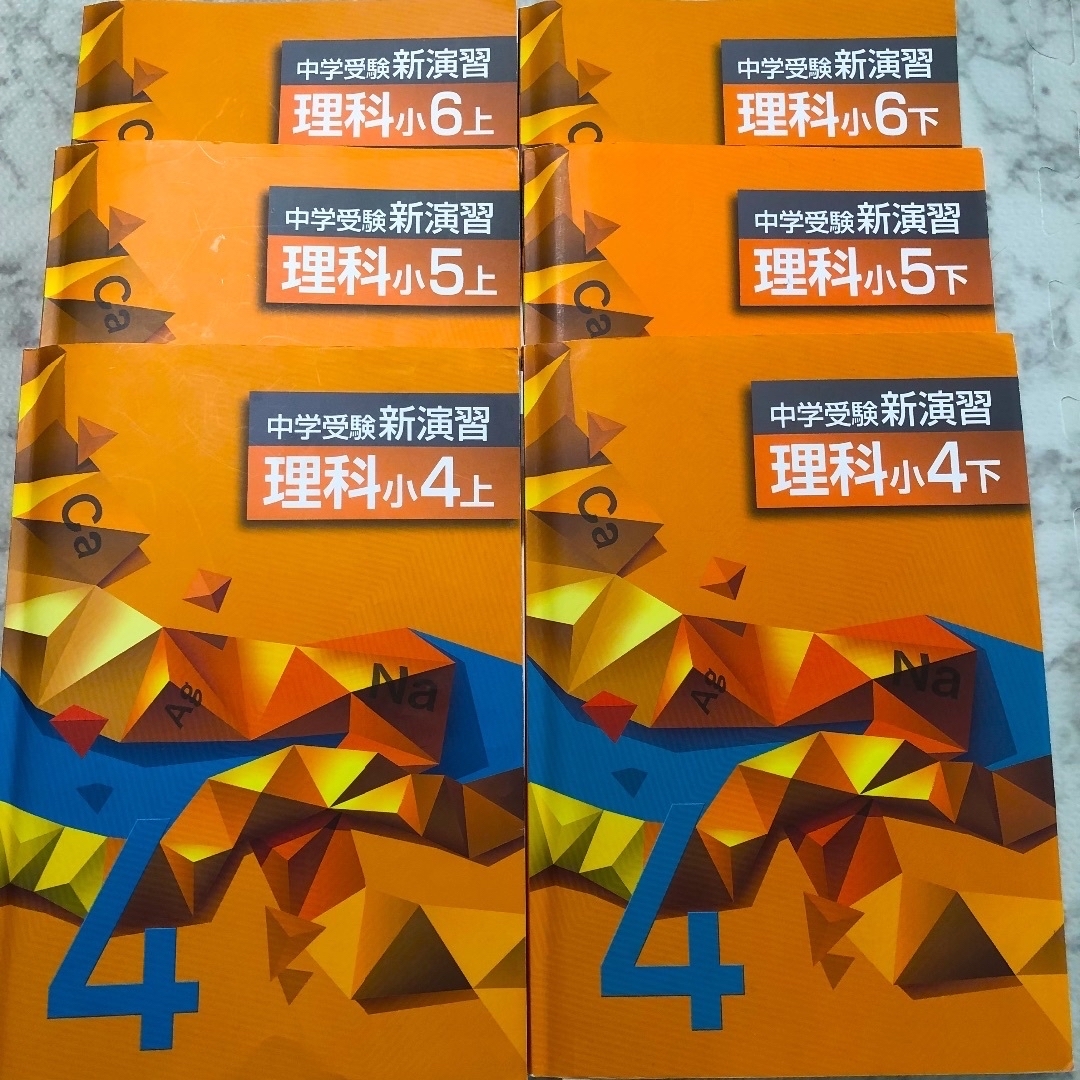 中学受験 新演習
理科小6上
C
中学受験 新演習
理科小6下
C
中学受験 新演習
理科小5上
Ca
中学受験 新演習
理科小5下
Ca
中学受験 新演習
理科小4上
Ca
Ag
Na
4
中学受験 新演習
理科小4下
Ca
Ag
Na
4